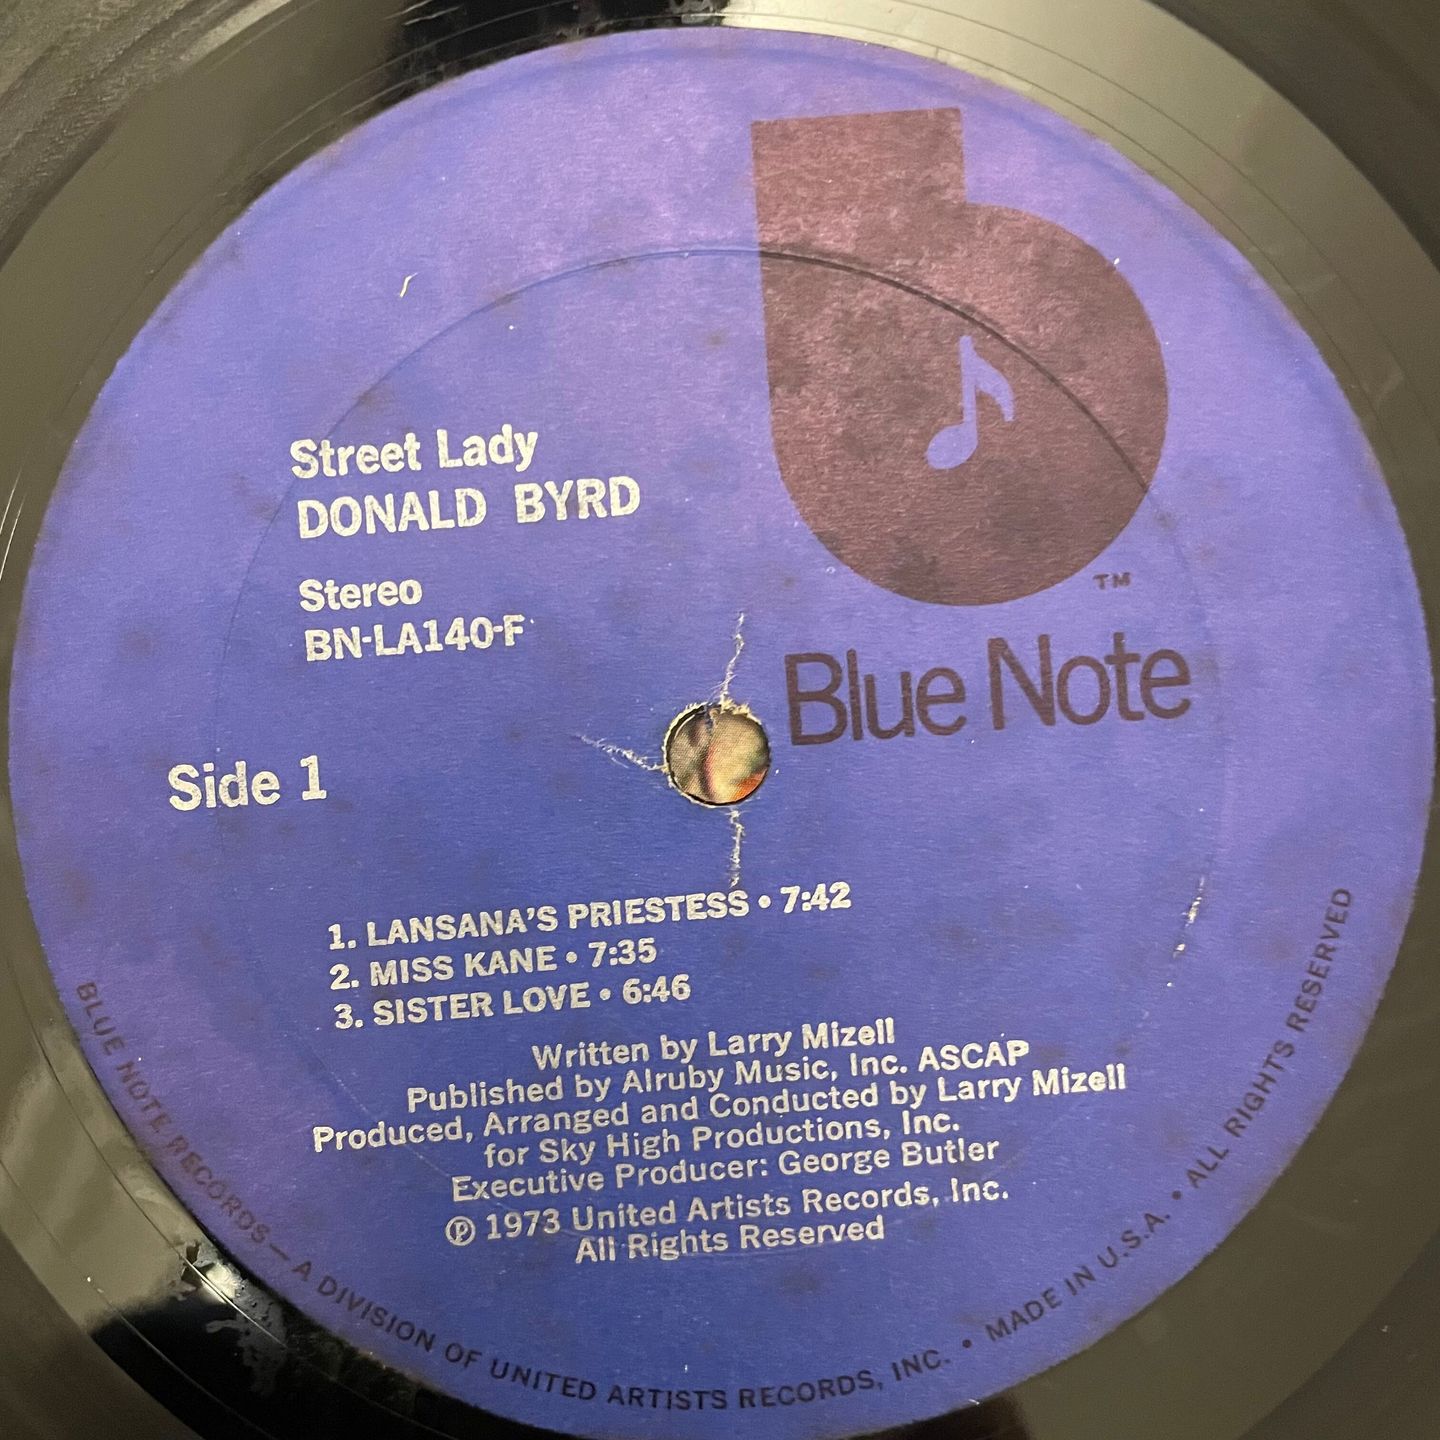 Street Lady
DONALD BYRD
Stereo
BN-LA140-F
TM
Blue Note
Side 1
1. LANSANA'S PRIESTESS • 7:42
2. MISS KANE • 7:35
3. SISTER LOVE • 6:46
Written by Larry Mizell
Published by Alruby Music, Inc. ASCAP
Produced, Arranged and Conducted by Larry Mizell
for Sky High Productions, Inc.
Executive Producer: George Butler
℗ 1973 United Artists Records, Inc.
All Rights Reserved
BLUE NOTE RECORDS — A DIVISION OF UNITED ARTISTS RECORDS, INC. • MADE IN U.S.A. • ALL RIGHTS RESERVED